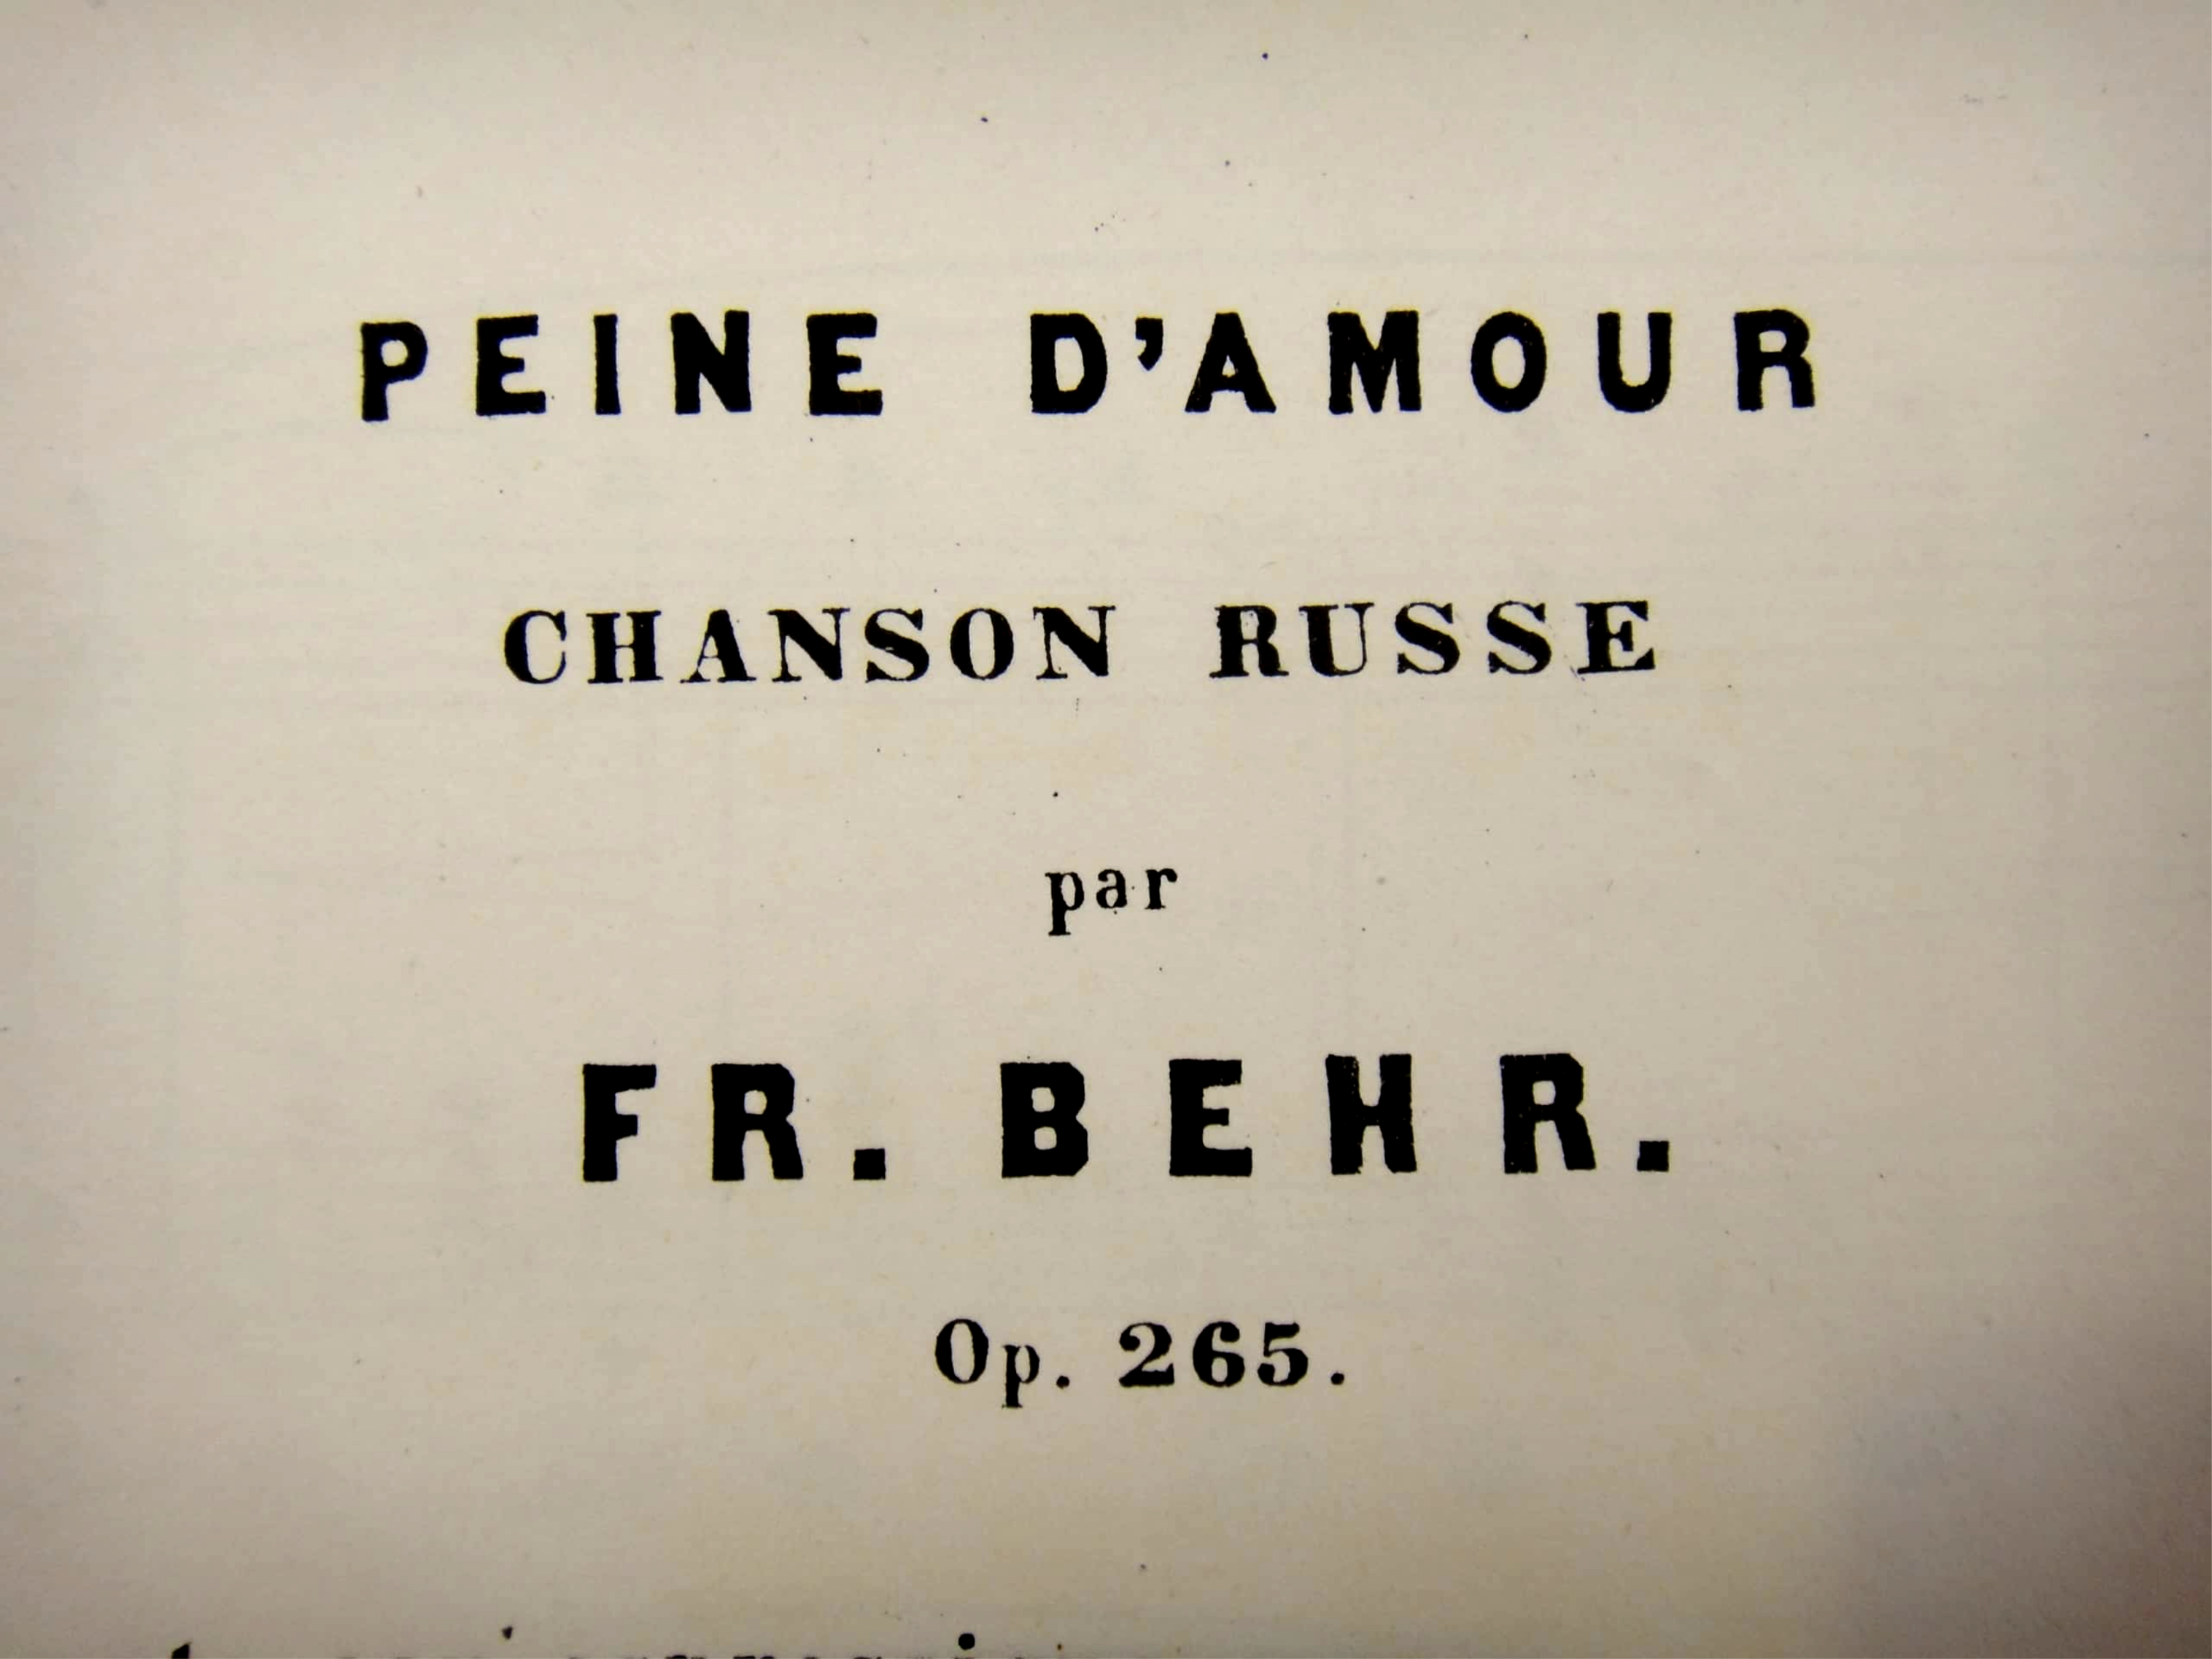 PEINE D'AMOUR
CHANSON RUSSE
par
FR. BEHR.
Op. 265.